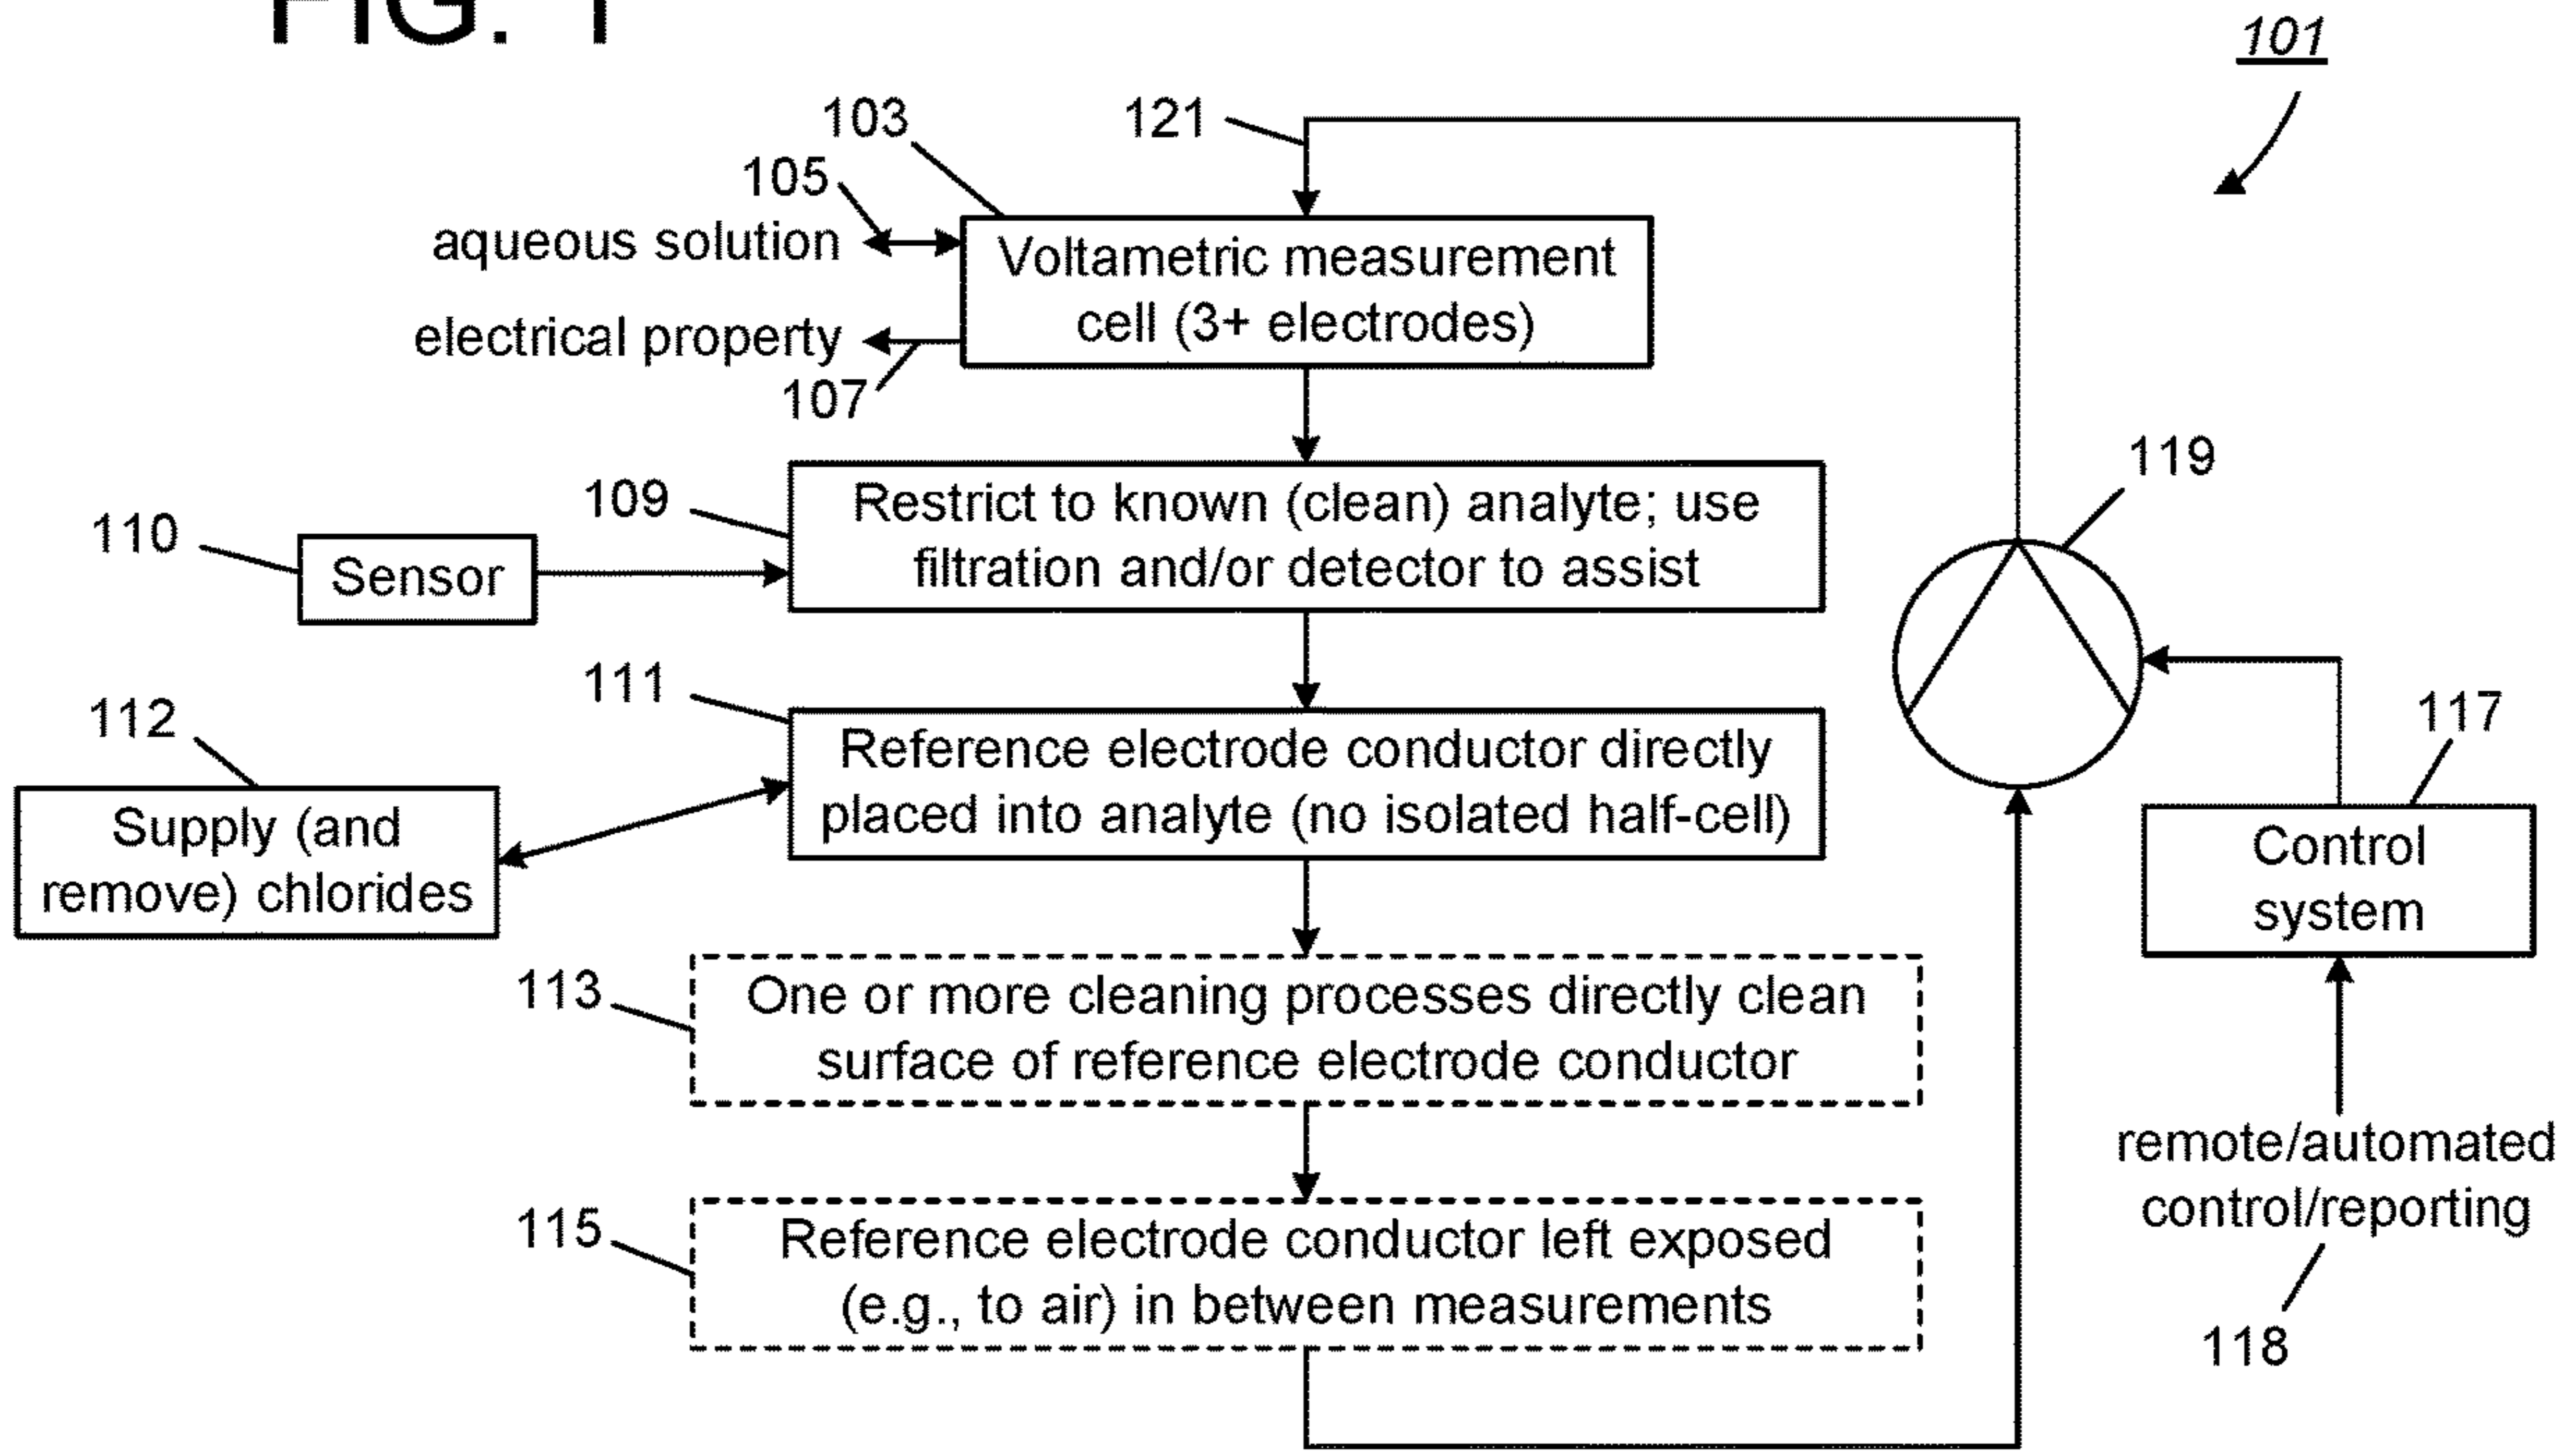 FIG. 1
101
103
121
105
aqueous solution
Voltametric measurement
cell (3+ electrodes)
electrical property
107
119
109
Restrict to known (clean) analyte; use
filtration and/or detector to assist
110
Sensor
111
Reference electrode conductor directly
placed into analyte (no isolated half-cell)
112
Supply (and
remove) chlorides
117
Control
system
113
One or more cleaning processes directly clean
surface of reference electrode conductor
remote/automated
control/reporting
118
115
Reference electrode conductor left exposed
(e.g., to air) in between measurements